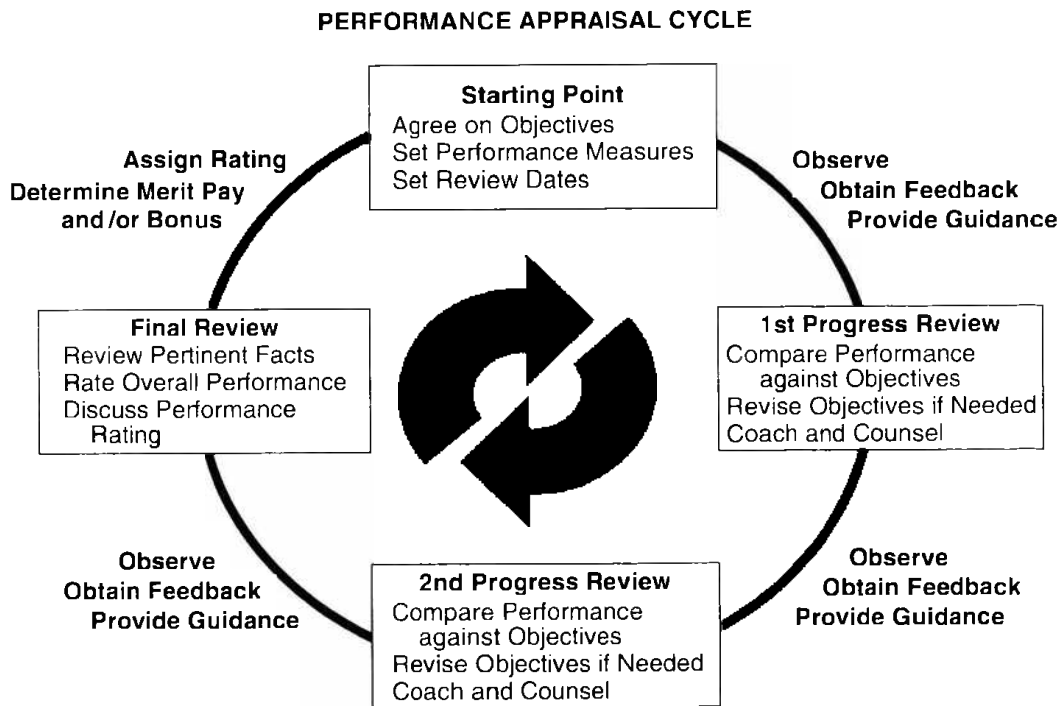 PERFORMANCE APPRAISAL CYCLE
Starting Point
Agree on Objectives
Set Performance Measures
Set Review Dates
Observe
Obtain Feedback
Provide Guidance
1st Progress Review
Compare Performance
against Objectives
Revise Objectives if Needed
Coach and Counsel
Observe
Obtain Feedback
Provide Guidance
2nd Progress Review
Compare Performance
against Objectives
Revise Objectives if Needed
Coach and Counsel
Observe
Obtain Feedback
Provide Guidance
Final Review
Review Pertinent Facts
Rate Overall Performance
Discuss Performance
Rating
Assign Rating
Determine Merit Pay
and/or Bonus